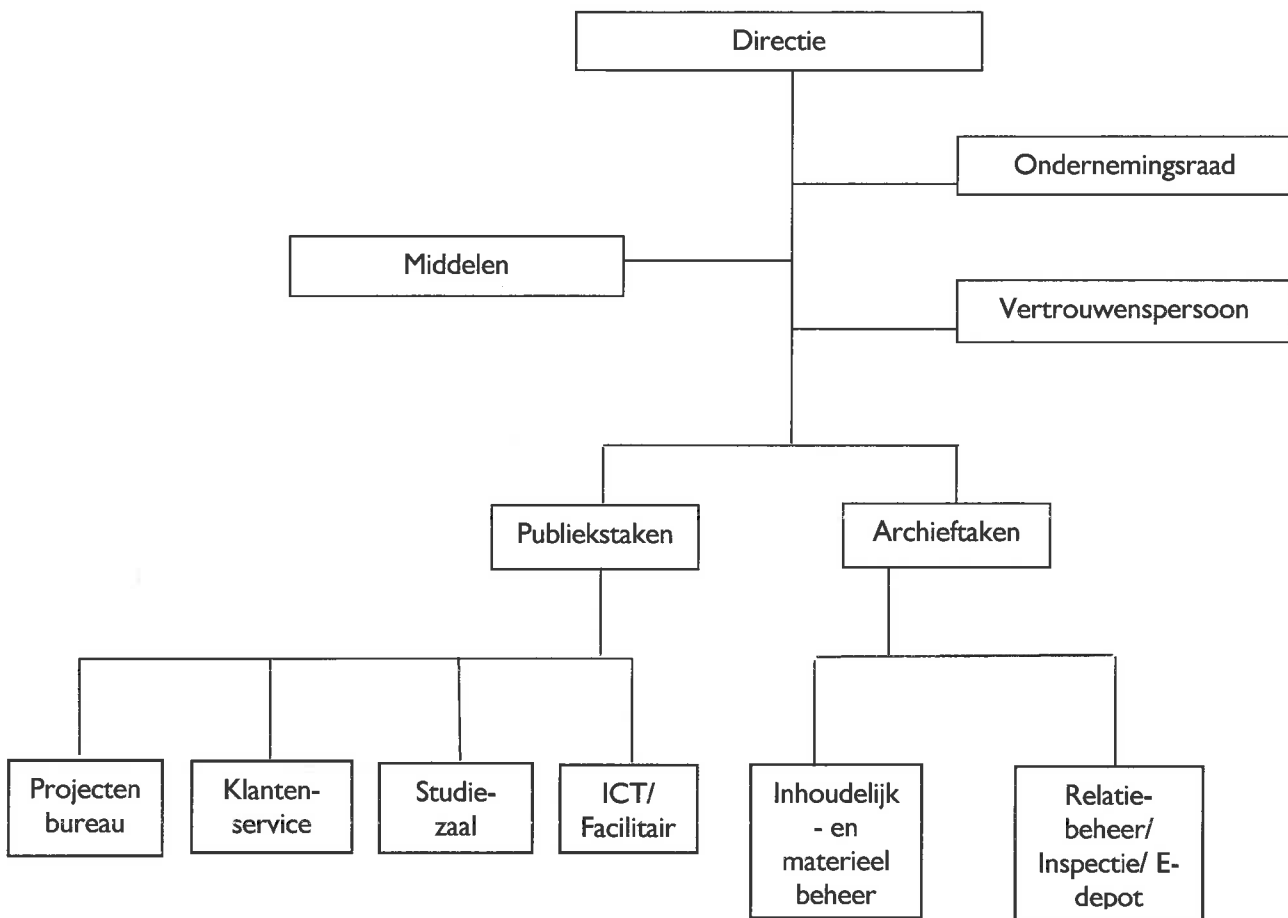 Directie
Ondernemingsraad
Middelen
Vertrouwenspersoon
Publiekstaken
Archieftaken
Projecten
bureau
Klanten-
service
Studie-
zaal
ICT/
Facilitair
Inhoudelijk
- en
materieel
beheer
Relatie-
beheer/
Inspectie/ E-
depot